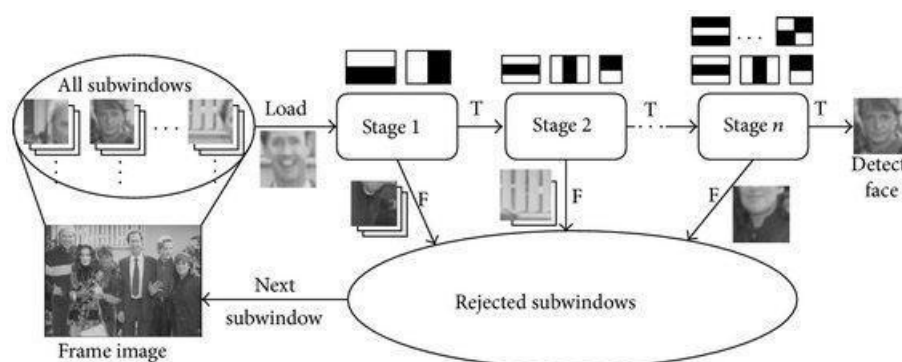 All subwindows
. . .
Load
Stage 1
T
Stage 2
T
. . .
. . .
Stage n
T
Detect
face
F
F
F
Rejected subwindows
Next
subwindow
Frame image